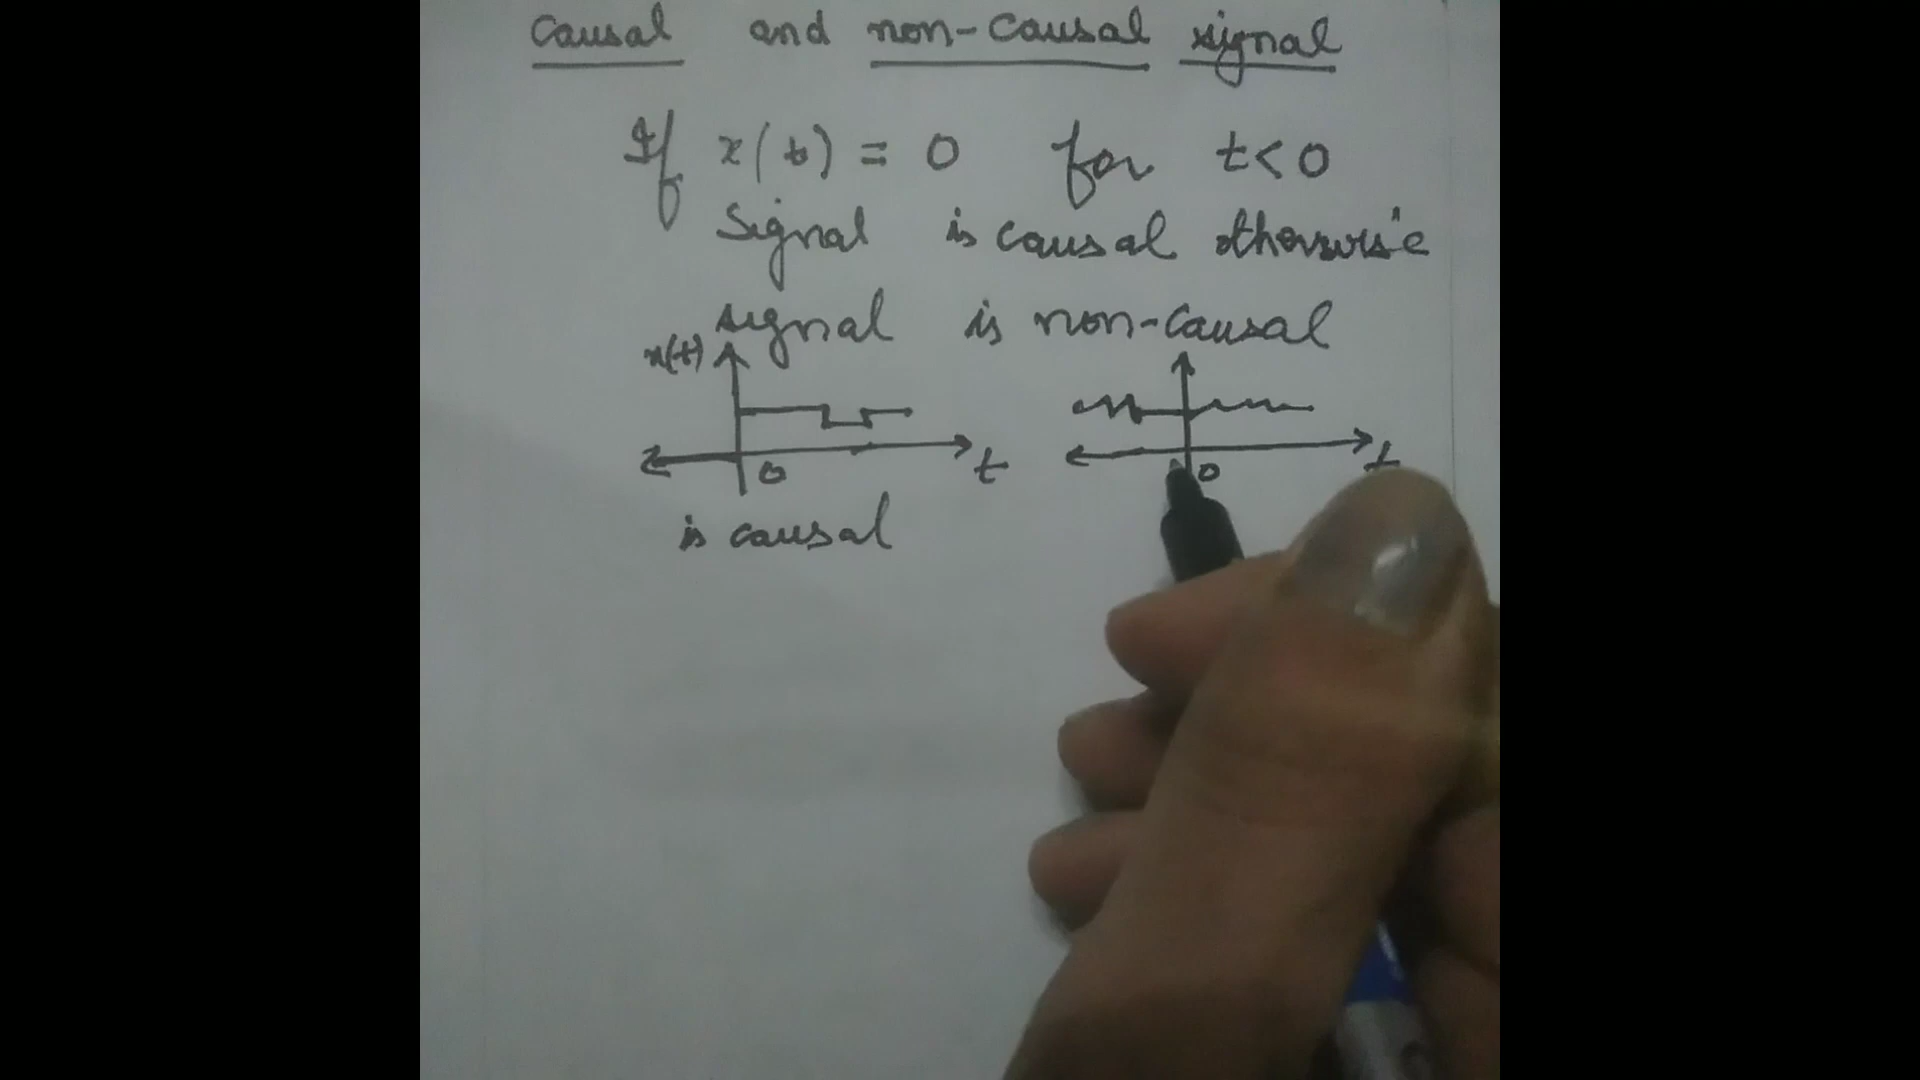 causal and non-causal signal
If x(t) = 0 for t<0
Signal is causal otherwise
signal is non-causal
x(t)
0 t
0 t
is causal